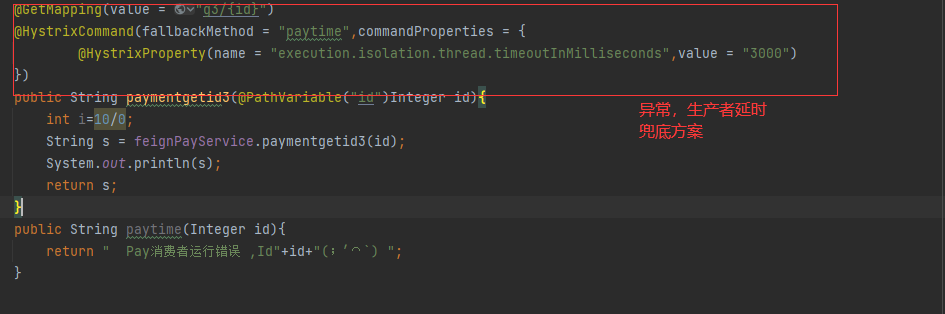 @GetMapping(value = "g3/{id}")
@HystrixCommand(fallbackMethod = "paytime",commandProperties = {
@HystrixProperty(name = "execution.isolation.thread.timeoutInMilliseconds",value = "3000")
})
public String paymentgetid3(@PathVariable("id")Integer id){
异常，生产者延时
兜底方案
int i=10/0;
String s = feignPayService.paymentgetid3(id);
System.out.println(s);
return s;
}
public String paytime(Integer id){
return "  Pay消费者运行错误 ,Id"+id+"(；′⌒`) ";
}